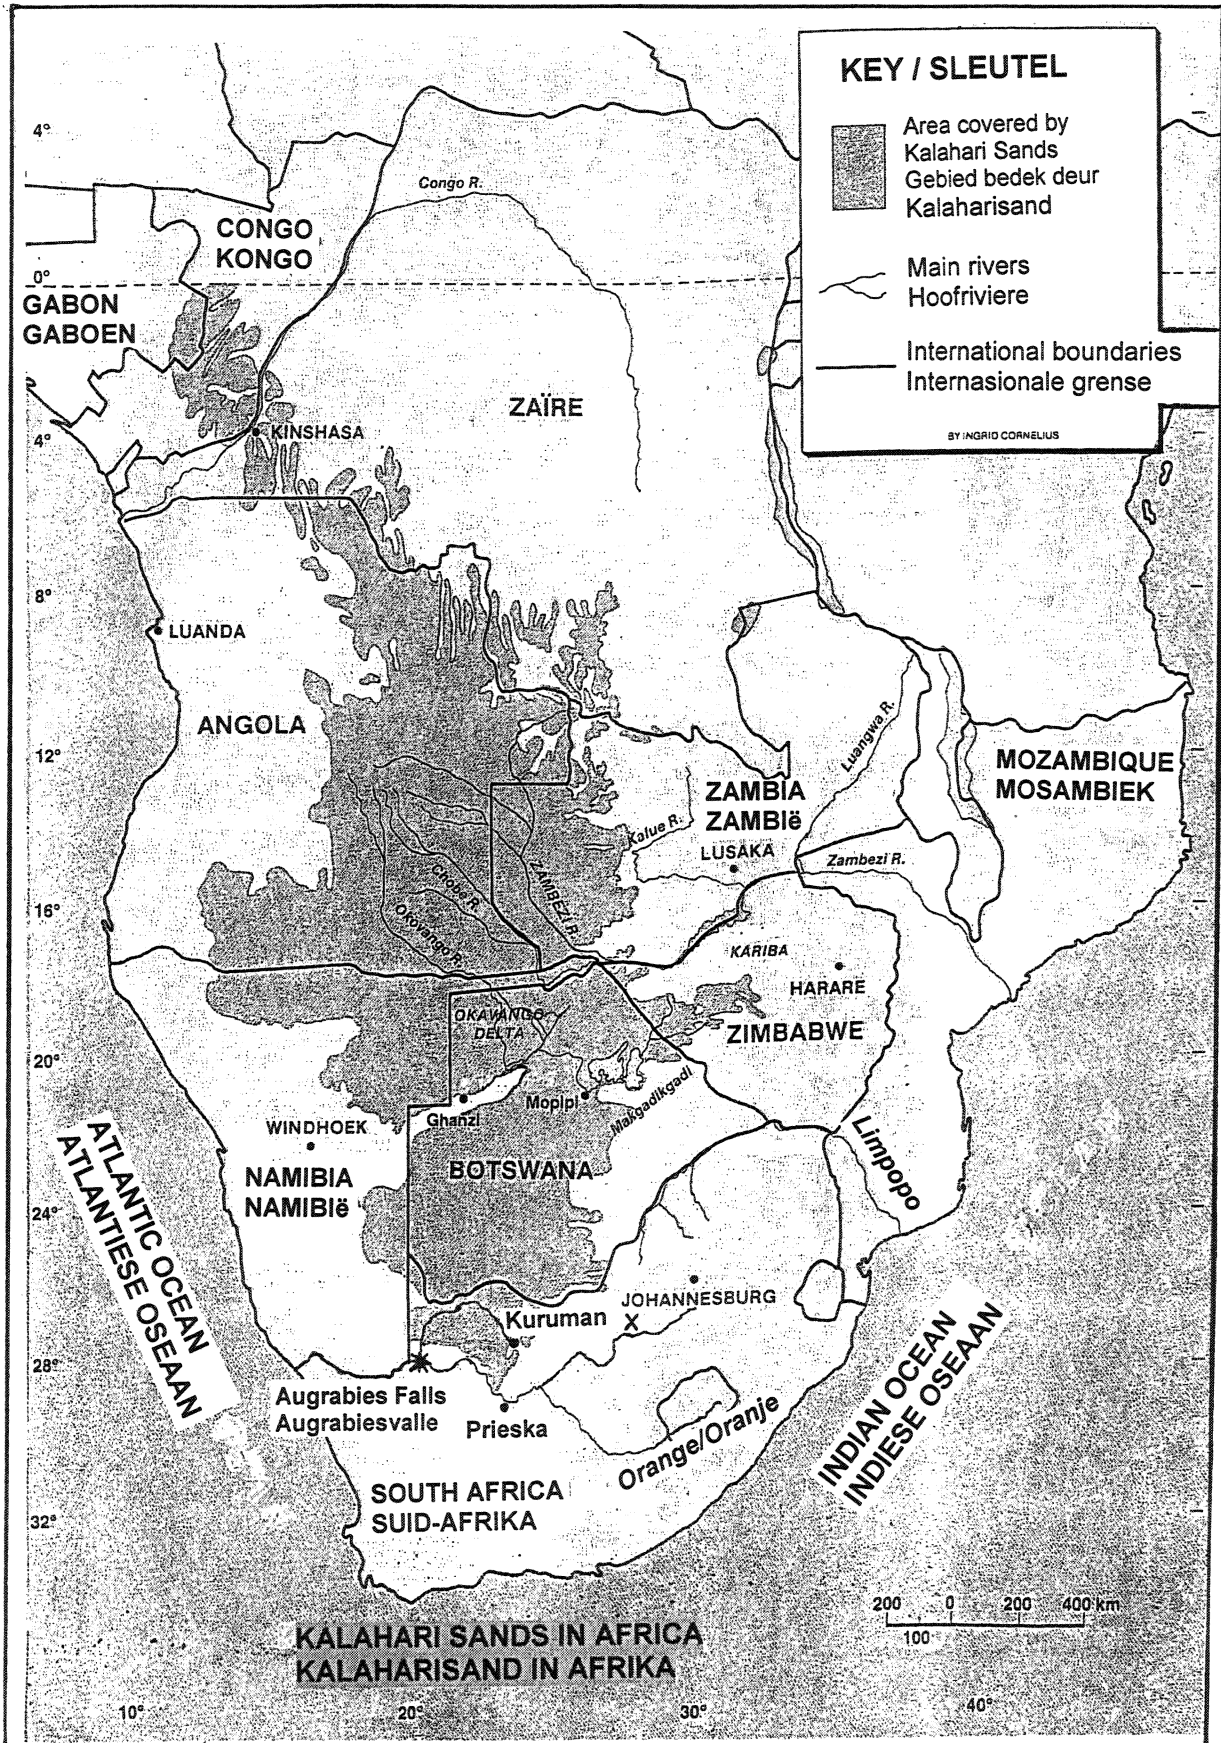 KEY / SLEUTEL
Area covered by
Kalahari Sands
Gebied bedek deur
Kalaharisand
Main rivers
Hoofriviere
International boundaries
Internasionale grense
BY INGRID CORNELIUS
4°
Congo R.
CONGO
KONGO
0°
GABON
GABOEN
ZAÏRE
4°
KINSHASA
8°
LUANDA
ANGOLA
12°
Luangwa R.
MOZAMBIQUE
MOSAMBIEK
ZAMBIA
ZAMBIë
Kalue R.
LUSAKA
Zambezi R.
ZAMBEZI R.
Chobe R.
Okovango R.
16°
KARIBA
HARARE
OKAVANGO
DELTA
ZIMBABWE
20°
Ghanzi
Mopipi
Makgadikgadi
WINDHOEK
BOTSWANA
NAMIBIA
NAMIBIë
Limpopo
24°
ATLANTIC OCEAN
ATLANTIESE OSEAAN
JOHANNESBURG
Kuruman
X
28°
Augrabies Falls
Augrabiesvalle
Prieska
Orange/Oranje
INDIAN OCEAN
INDIESE OSEAAN
SOUTH AFRICA
SUID-AFRIKA
32°
200 0 200 400 km
100
KALAHARI SANDS IN AFRICA
KALAHARISAND IN AFRIKA
10° 20° 30° 40°